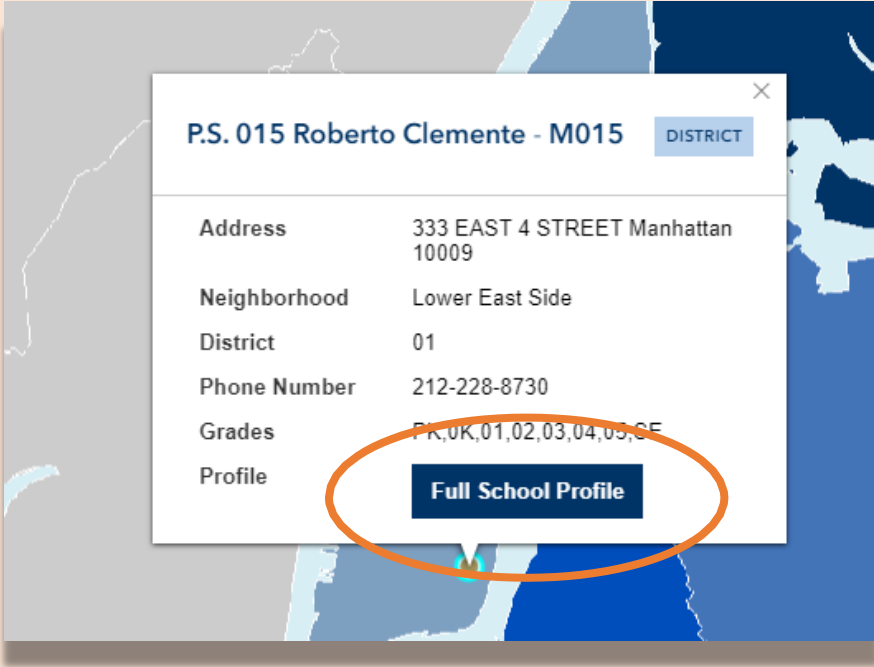 P.S. 015 Roberto Clemente - M015 DISTRICT
Address 333 EAST 4 STREET Manhattan
10009
Neighborhood Lower East Side
District 01
Phone Number 212-228-8730
Grades PK,0K,01,02,03,04,05,SE
Profile Full School Profile